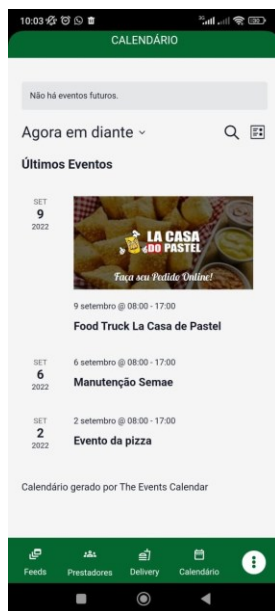 10:03
CALENDÁRIO
Não há eventos futuros.
Agora em diante
Últimos Eventos
SET
9
2022
LA CASA
DO PASTEL
Faça seu Pedido Online!
9 setembro @ 08:00 - 17:00
Food Truck La Casa de Pastel
SET
6
2022
6 setembro @ 08:00 - 17:00
Manutenção Semae
SET
2
2022
2 setembro @ 08:00 - 17:00
Evento da pizza
Calendário gerado por The Events Calendar
Feeds Prestadores Delivery Calendário